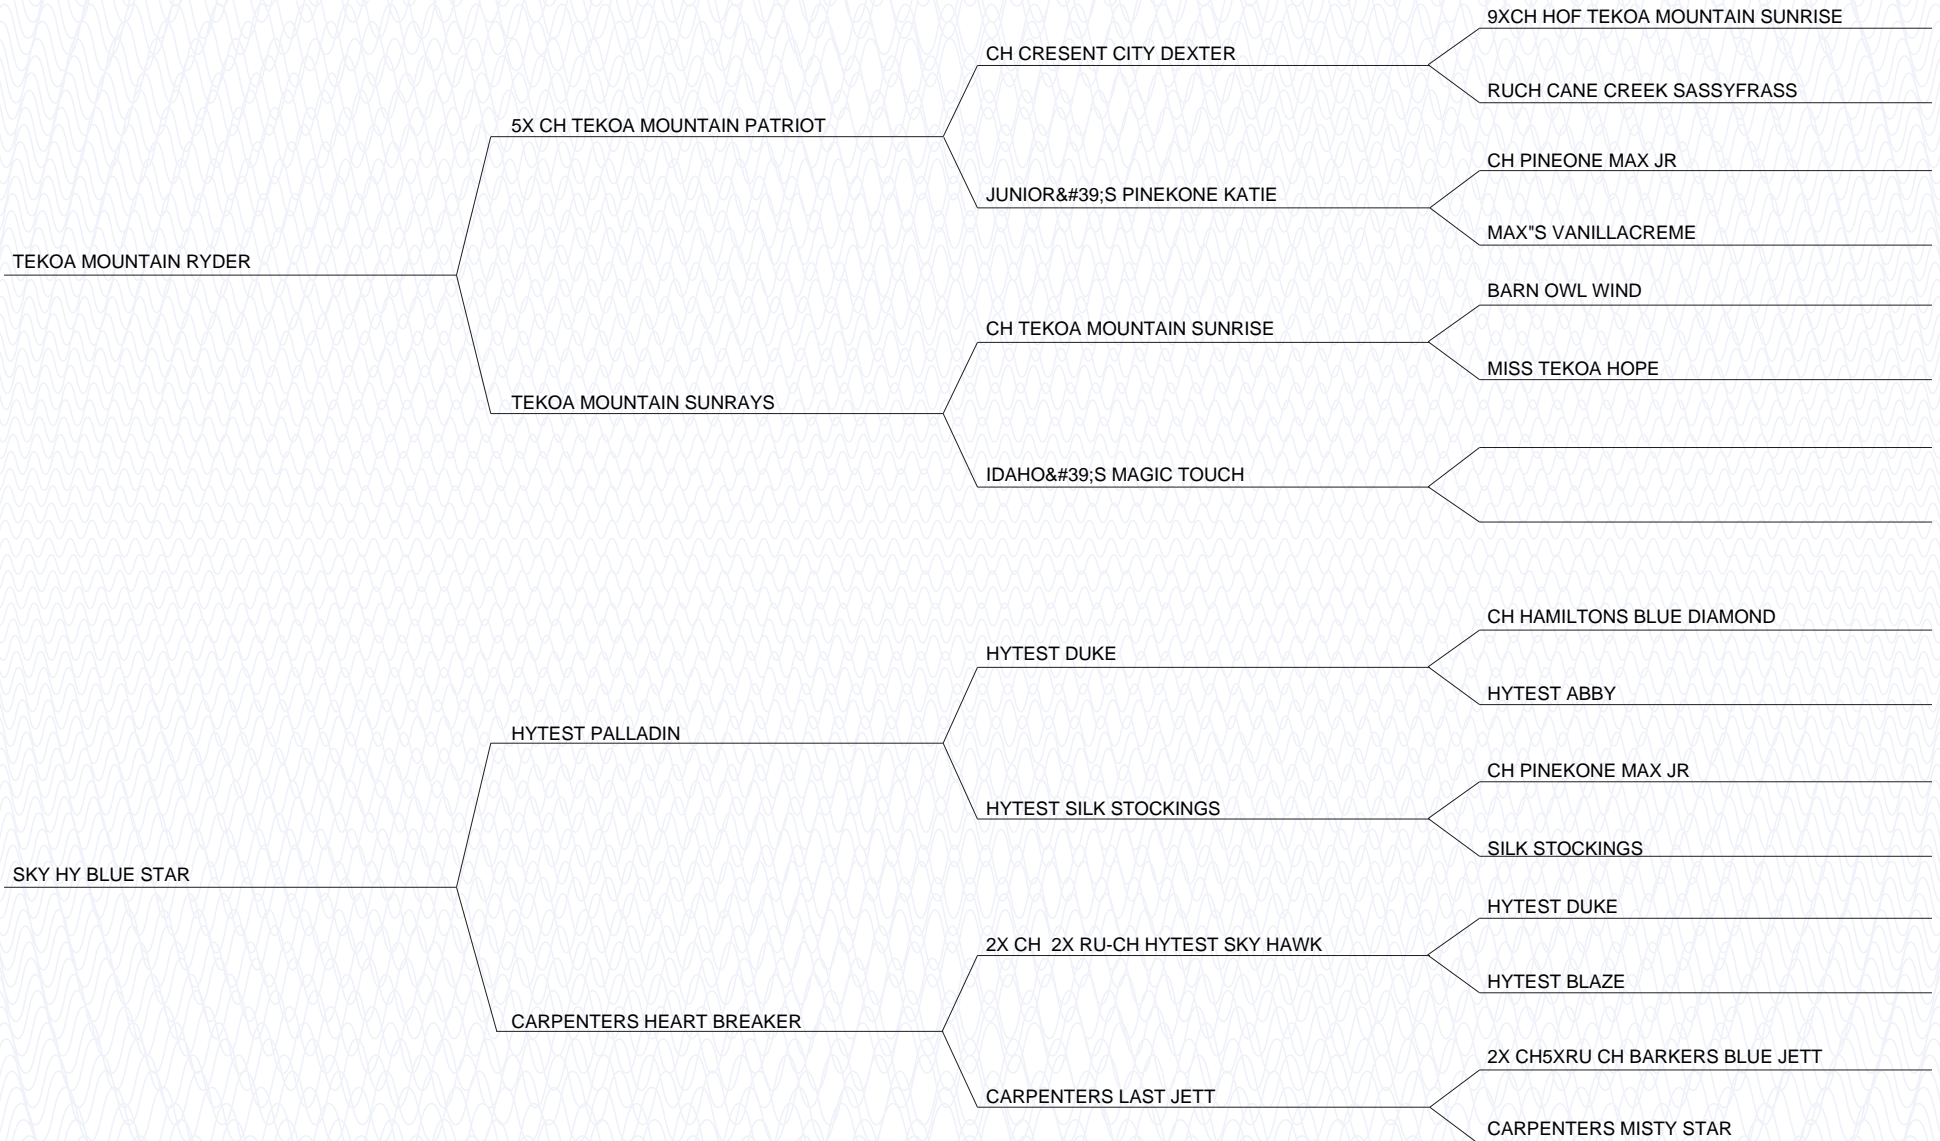 9XCH HOF TEKOA MOUNTAIN SUNRISE
CH CRESENT CITY DEXTER
RUCH CANE CREEK SASSYFRASS
5X CH TEKOA MOUNTAIN PATRIOT
CH PINEONE MAX JR
JUNIOR&#39;S PINEKONE KATIE
MAX"S VANILLACREME
TEKOA MOUNTAIN RYDER
BARN OWL WIND
CH TEKOA MOUNTAIN SUNRISE
MISS TEKOA HOPE
TEKOA MOUNTAIN SUNRAYS
IDAHO&#39;S MAGIC TOUCH
CH HAMILTONS BLUE DIAMOND
HYTEST DUKE
HYTEST ABBY
HYTEST PALLADIN
CH PINEKONE MAX JR
HYTEST SILK STOCKINGS
SILK STOCKINGS
SKY HY BLUE STAR
HYTEST DUKE
2X CH  2X RU-CH HYTEST SKY HAWK
HYTEST BLAZE
CARPENTERS HEART BREAKER
2X CH5XRU CH BARKERS BLUE JETT
CARPENTERS LAST JETT
CARPENTERS MISTY STAR